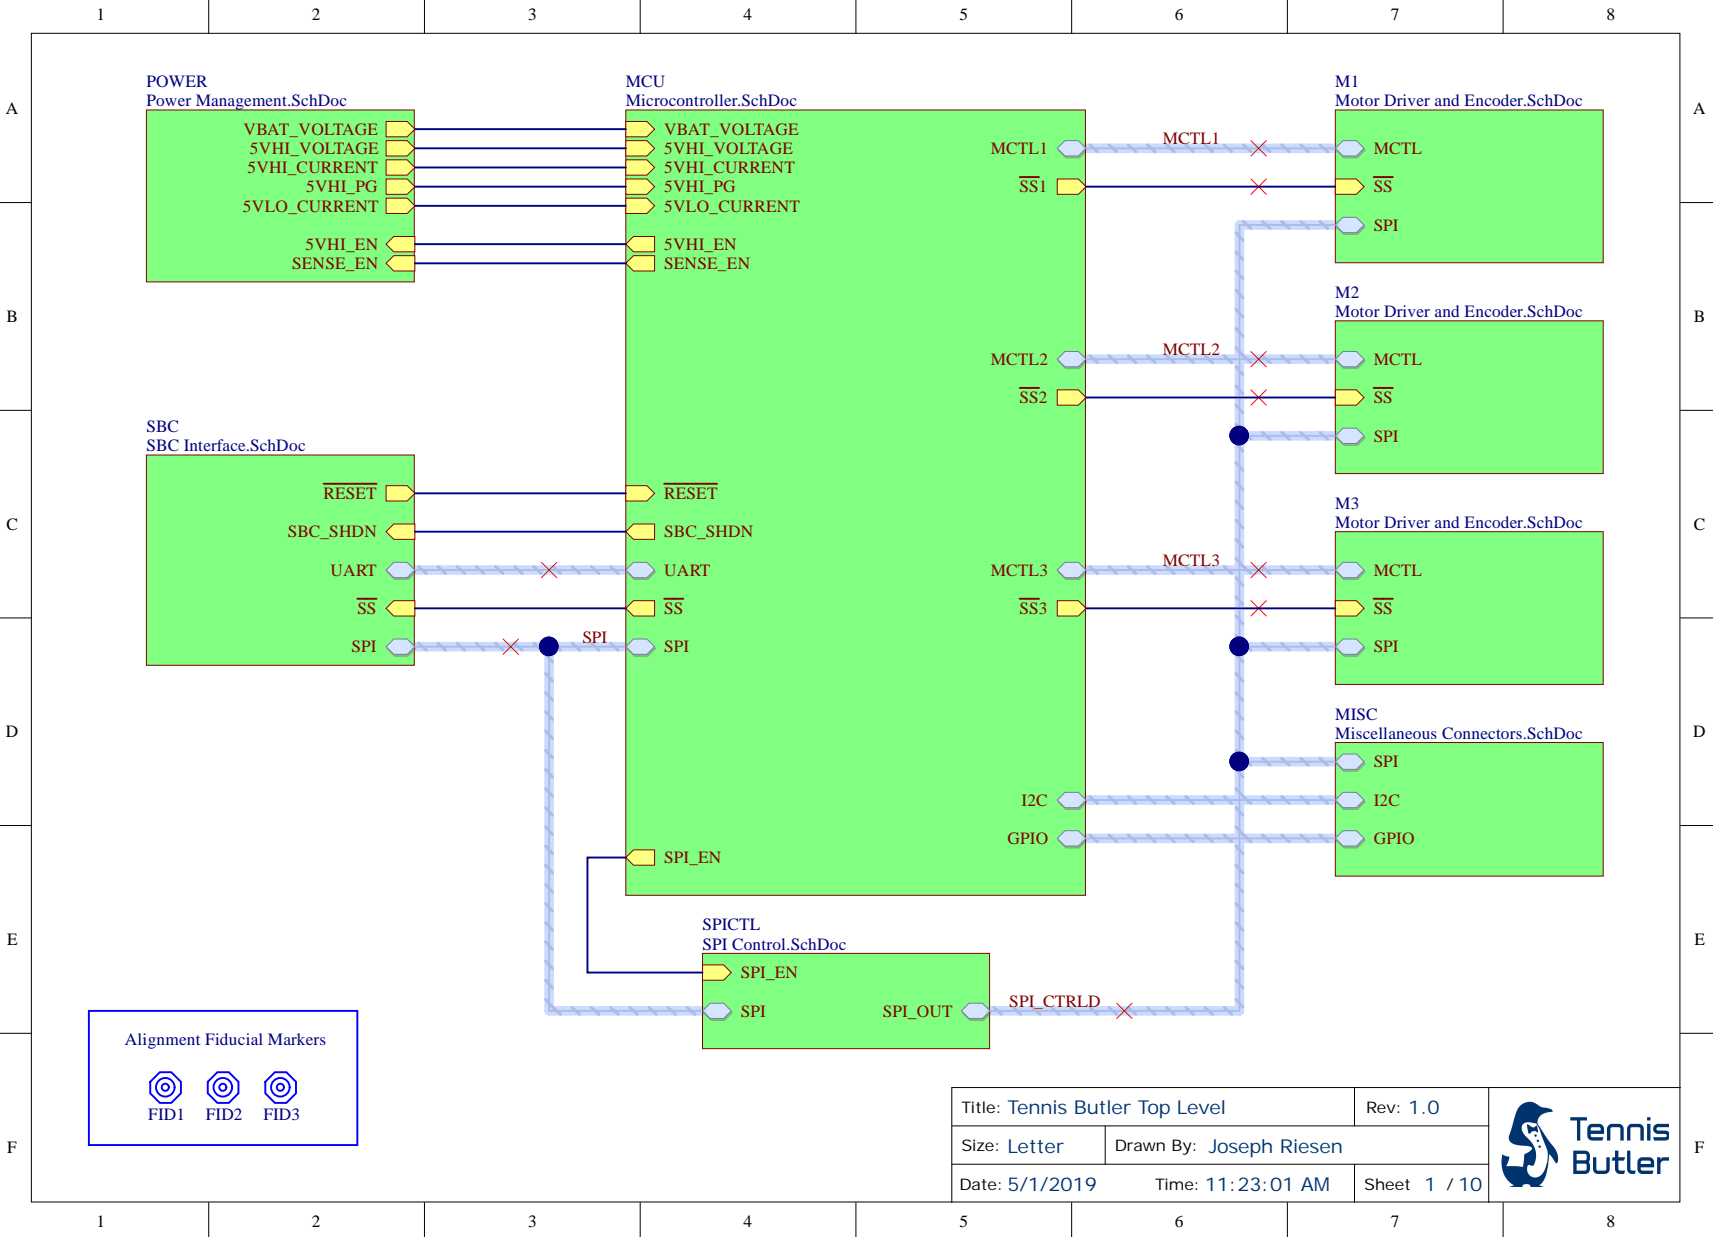 1 2 3 4 5 6 7 8
A
B
C
D
E
F
POWER
Power Management.SchDoc
VBAT_VOLTAGE
5VHI_VOLTAGE
5VHI_CURRENT
5VHI_PG
5VLO_CURRENT
5VHI_EN
SENSE_EN
SBC
SBC Interface.SchDoc
RESET
SBC_SHDN
UART
SS
SPI
SPI
MCU
Microcontroller.SchDoc
VBAT_VOLTAGE
5VHI_VOLTAGE
5VHI_CURRENT
5VHI_PG
5VLO_CURRENT
5VHI_EN
SENSE_EN
RESET
SBC_SHDN
UART
SS
SPI
SPI_EN
MCTL1
SS1
MCTL2
SS2
MCTL3
SS3
I2C
GPIO
MCTL1
MCTL2
MCTL3
M1
Motor Driver and Encoder.SchDoc
MCTL
SS
SPI
M2
Motor Driver and Encoder.SchDoc
MCTL
SS
SPI
M3
Motor Driver and Encoder.SchDoc
MCTL
SS
SPI
MISC
Miscellaneous Connectors.SchDoc
SPI
I2C
GPIO
SPICTL
SPI Control.SchDoc
SPI_EN
SPI
SPI_OUT
SPI_CTRLD
Alignment Fiducial Markers
FID1 FID2 FID3
Title: Tennis Butler Top Level
Rev: 1.0
Size: Letter
Drawn By: Joseph Riesen
Date: 5/1/2019
Time: 11:23:01 AM
Sheet 1 / 10
Tennis
Butler
A
B
C
D
E
F
1 2 3 4 5 6 7 8